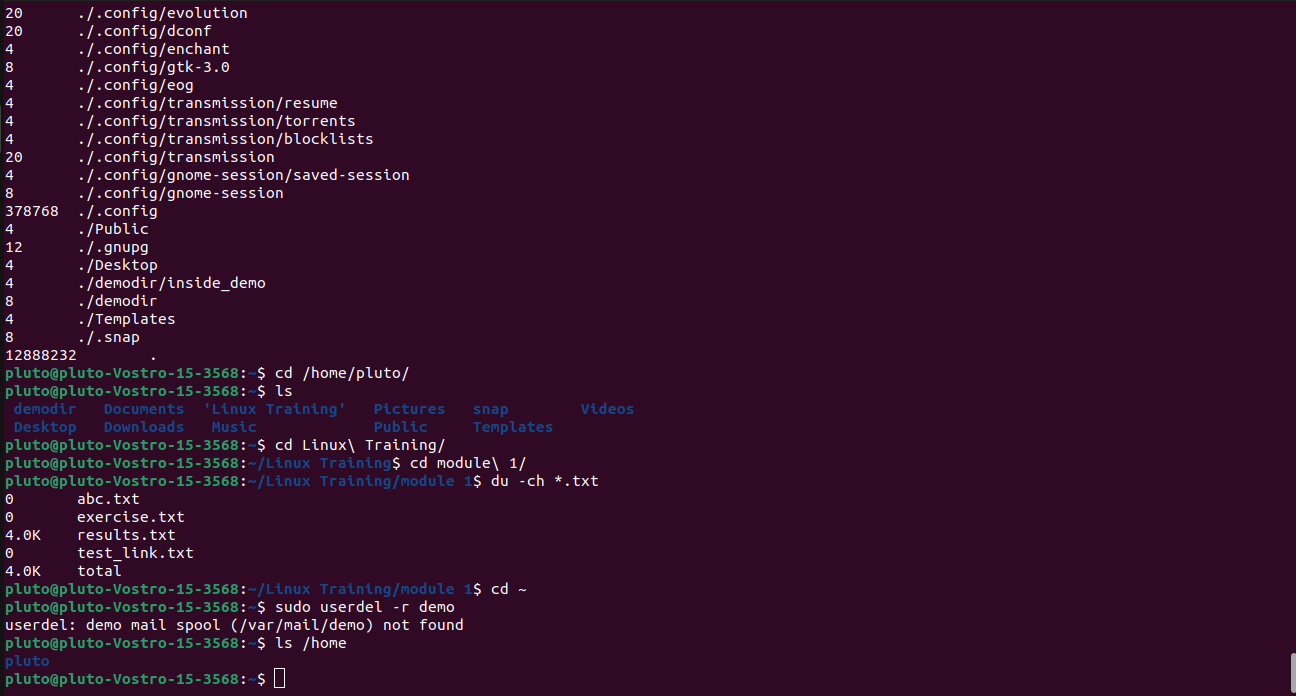 20      ./.config/evolution
20      ./.config/dconf
4       ./.config/enchant
8       ./.config/gtk-3.0
4       ./.config/eog
4       ./.config/transmission/resume
4       ./.config/transmission/torrents
4       ./.config/transmission/blocklists
20      ./.config/transmission
4       ./.config/gnome-session/saved-session
8       ./.config/gnome-session
378768  ./.config
4       ./Public
12      ./.gnupg
4       ./Desktop
4       ./demodir/inside_demo
8       ./demodir
4       ./Templates
8       ./.snap
12888232        .
pluto@pluto-Vostro-15-3568:~$ cd /home/pluto/
pluto@pluto-Vostro-15-3568:~$ ls
 demodir   Documents  'Linux Training'   Pictures   snap        Videos
 Desktop   Downloads   Music             Public     Templates
pluto@pluto-Vostro-15-3568:~$ cd Linux\ Training/
pluto@pluto-Vostro-15-3568:~/Linux Training$ cd module\ 1/
pluto@pluto-Vostro-15-3568:~/Linux Training/module 1$ du -ch *.txt
0       abc.txt
0       exercise.txt
4.0K    results.txt
0       test_link.txt
4.0K    total
pluto@pluto-Vostro-15-3568:~/Linux Training/module 1$ cd ~
pluto@pluto-Vostro-15-3568:~$ sudo userdel -r demo
userdel: demo mail spool (/var/mail/demo) not found
pluto@pluto-Vostro-15-3568:~$ ls /home
pluto
pluto@pluto-Vostro-15-3568:~$